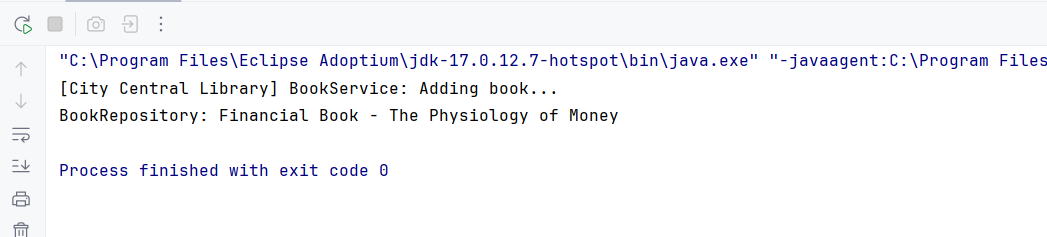 "C:\Program Files\Eclipse Adoptium\jdk-17.0.12.7-hotspot\bin\java.exe" "-javaagent:C:\Program Files
[City Central Library] BookService: Adding book...
BookRepository: Financial Book - The Physiology of Money
Process finished with exit code 0